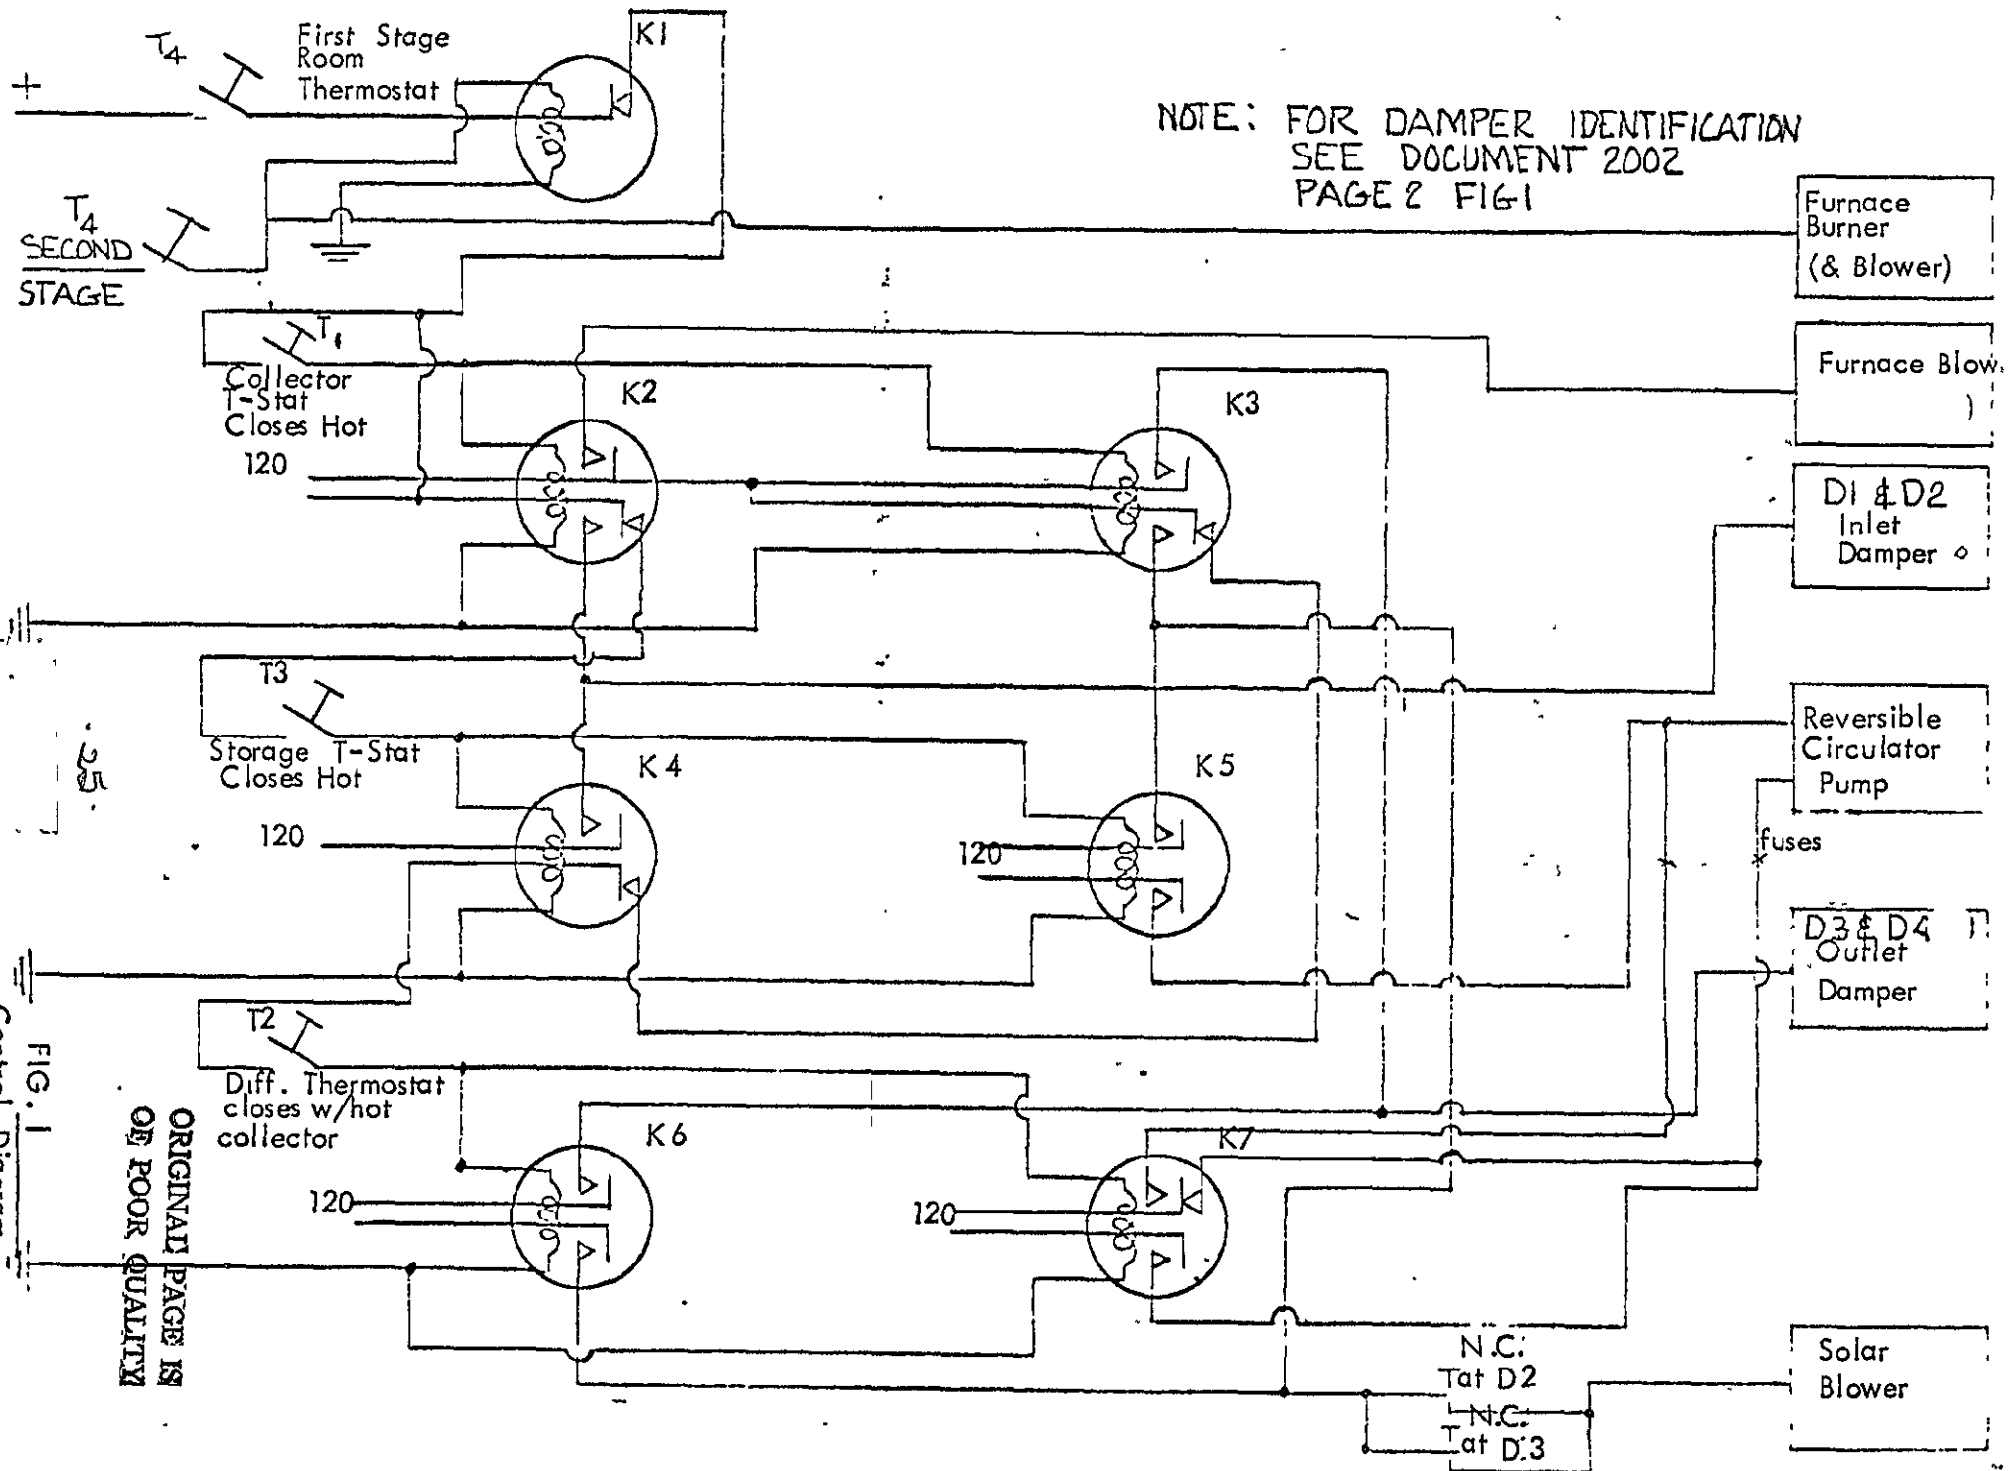 T4
First Stage
Room
Thermostat
K1
+
NOTE: FOR DAMPER IDENTIFICATION
SEE DOCUMENT 2002
PAGE 2 FIG1
T4
SECOND
STAGE
Furnace
Burner
(& Blower)
T1
Collector
T-Stat
Closes Hot
K2
K3
Furnace Blow
)
120
D1 & D2
Inlet
Damper
T3
Storage T-Stat
Closes Hot
K4
K5
Reversible
Circulator
Pump
120
120
fuses
D3 & D4
Outlet
Damper
T2
Diff. Thermostat
closes w/hot
collector
K6
K7
120
120
N.C.
Tat D2
N.C.
Tat D3
Solar
Blower
25
FIG. 1
Control Diagram
ORIGINAL PAGE IS
OF POOR QUALITY